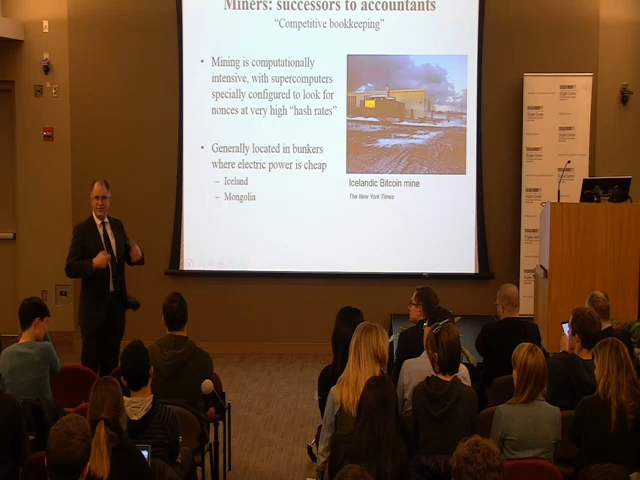 Miners: successors to accountants
"Competitive bookkeeping"
• Mining is computationally
intensive, with supercomputers
specially configured to look for
nonces at very high "hash rates"
• Generally located in bunkers
where electric power is cheap
– Iceland
– Mongolia
Icelandic Bitcoin mine
The New York Times